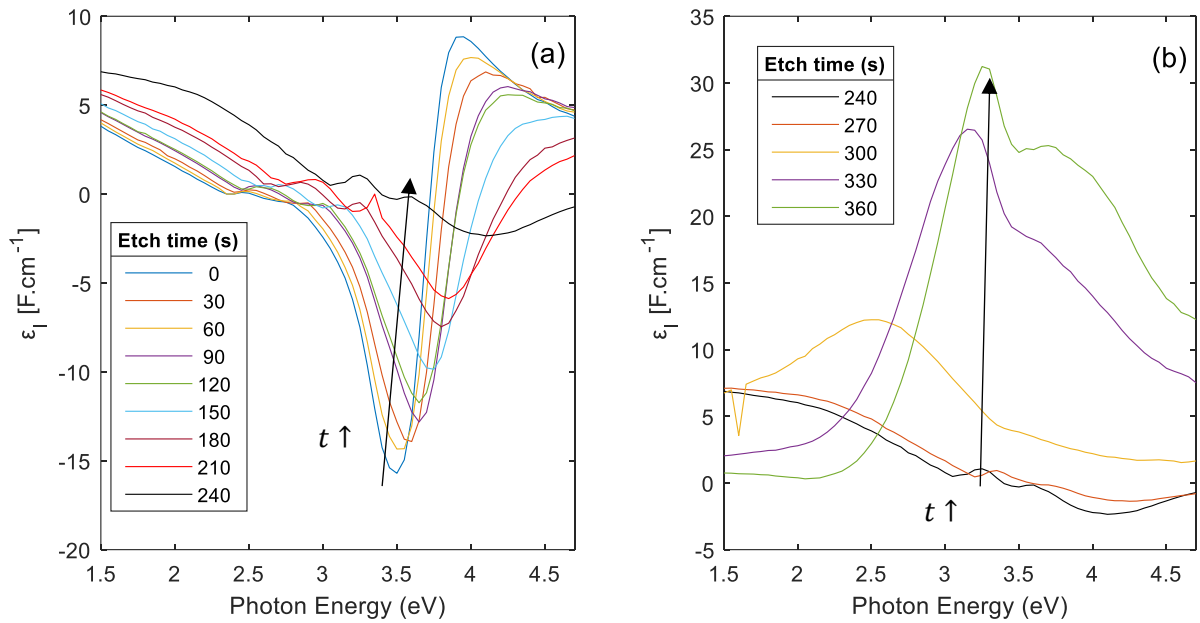 (a)
10
5
0
-5
-10
-15
-20
εI [F.cm-1]
Etch time (s)
0
30
60
90
120
150
180
210
240
t ↑
1.5 2 2.5 3 3.5 4 4.5
Photon Energy (eV)
(b)
35
30
25
20
15
10
5
0
-5
εI [F.cm-1]
Etch time (s)
240
270
300
330
360
t ↑
1.5 2 2.5 3 3.5 4 4.5
Photon Energy (eV)